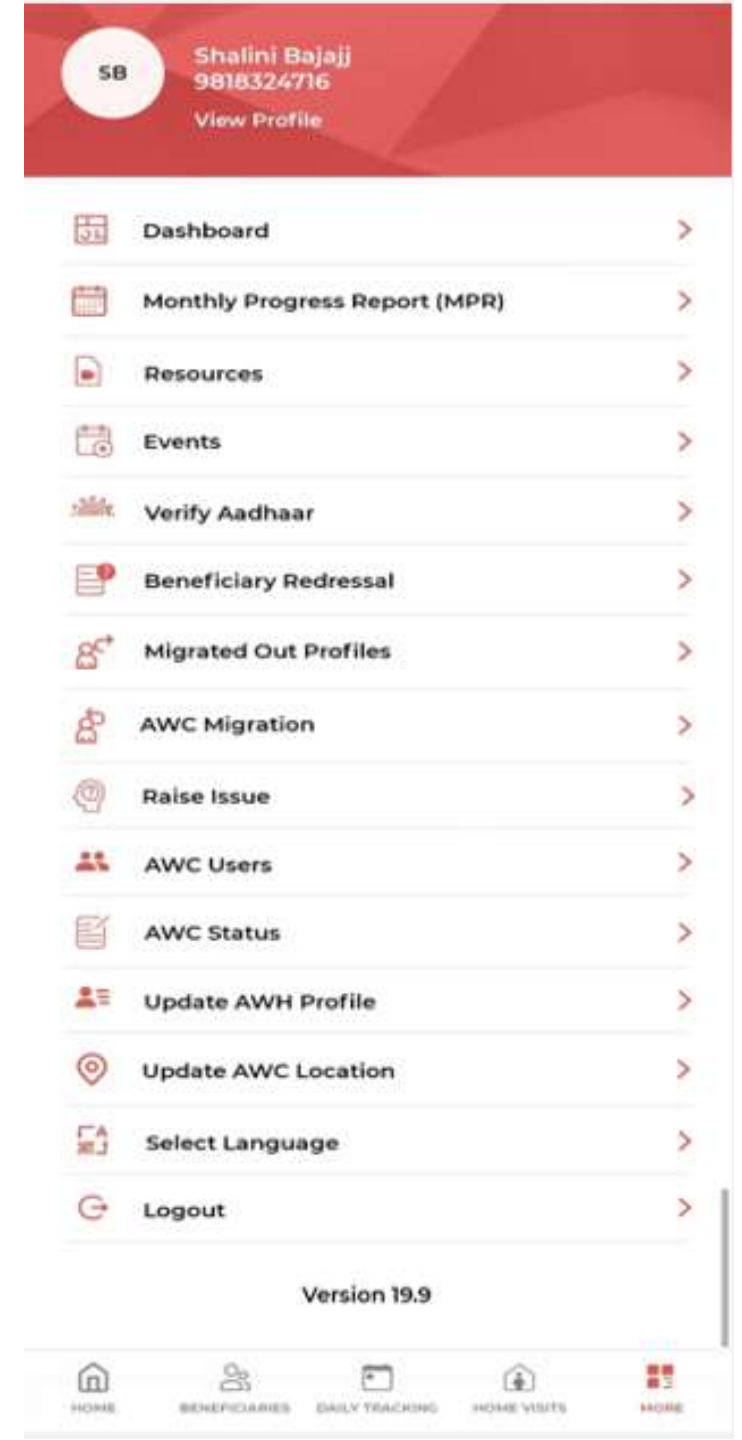 SB
Shalini Bajajj
9818324716
View Profile
Dashboard
Monthly Progress Report (MPR)
Resources
Events
Verify Aadhaar
Beneficiary Redressal
Migrated Out Profiles
AWC Migration
Raise Issue
AWC Users
AWC Status
Update AWH Profile
Update AWC Location
Select Language
Logout
Version 19.9
HOME BENEFICIARIES DAILY TRACKING HOME VISITS MORE